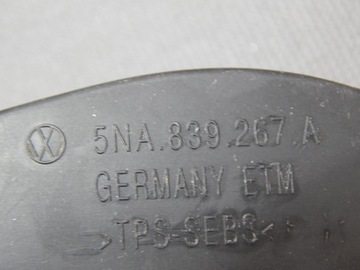 5NA.839.267.A
GERMANY ETM
>TPS-SEBS<